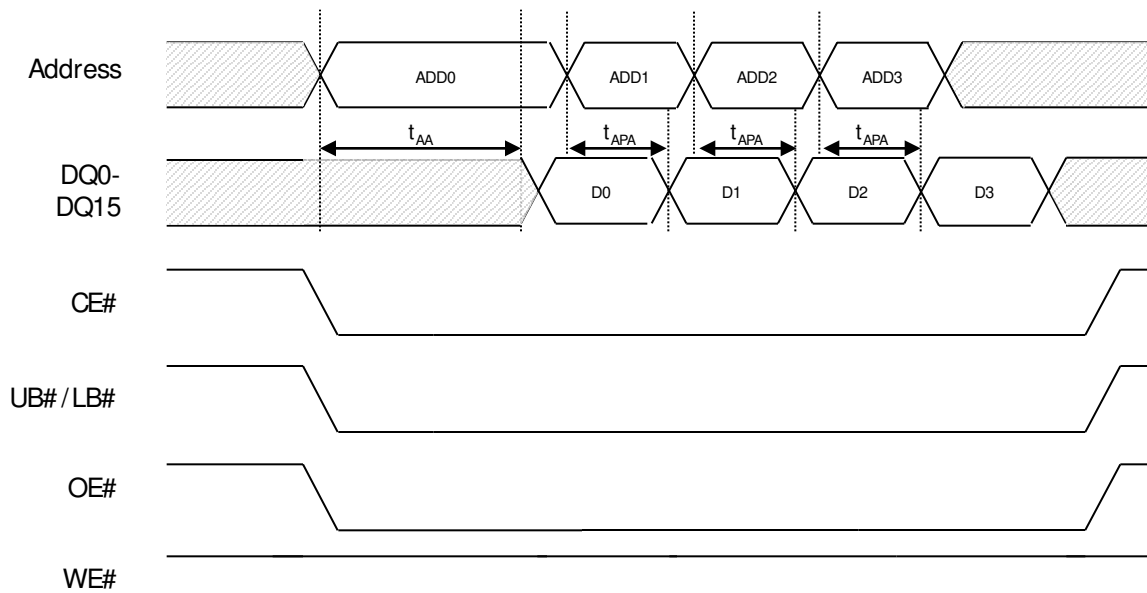 Address
ADD0 ADD1 ADD2 ADD3
tAA tAPA tAPA tAPA
DQ0-
DQ15
D0 D1 D2 D3
CE#
UB# / LB#
OE#
WE#